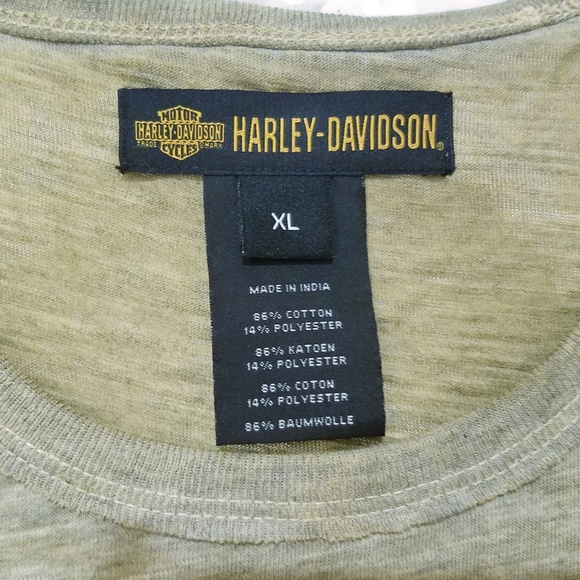 MOTOR
HARLEY-DAVIDSON
TRADE MARK
CYCLES
HARLEY-DAVIDSON®
XL
MADE IN INDIA
86% COTTON
14% POLYESTER
86% KATOEN
14% POLYESTER
86% COTON
14% POLYESTER
86% BAUMWOLLE